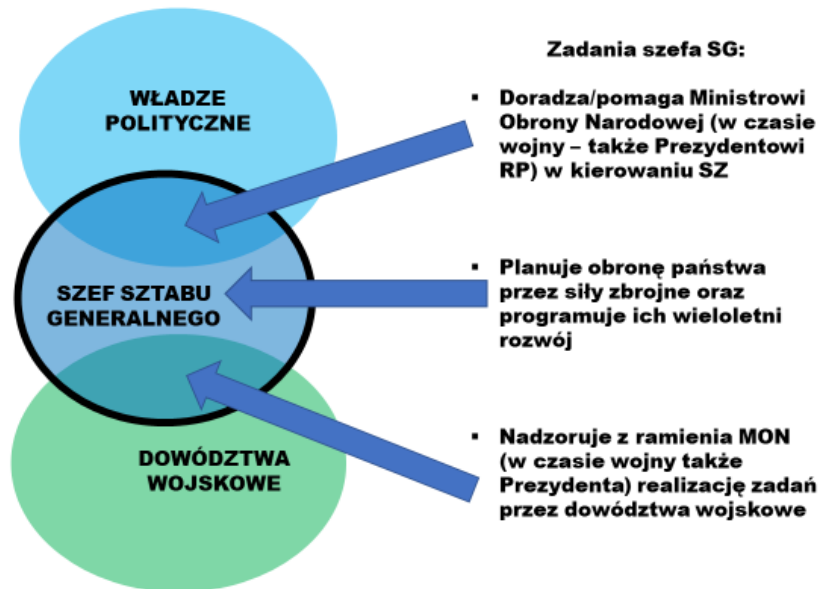 WŁADZE
POLITYCZNE
SZEF SZTABU
GENERALNEGO
DOWÓDZTWA
WOJSKOWE
Zadania szefa SG:
▪ Doradza/pomaga Ministrowi
Obrony Narodowej (w czasie
wojny – także Prezydentowi
RP) w kierowaniu SZ
▪ Planuje obronę państwa
przez siły zbrojne oraz
programuje ich wieloletni
rozwój
▪ Nadzoruje z ramienia MON
(w czasie wojny także
Prezydenta) realizację zadań
przez dowództwa wojskowe